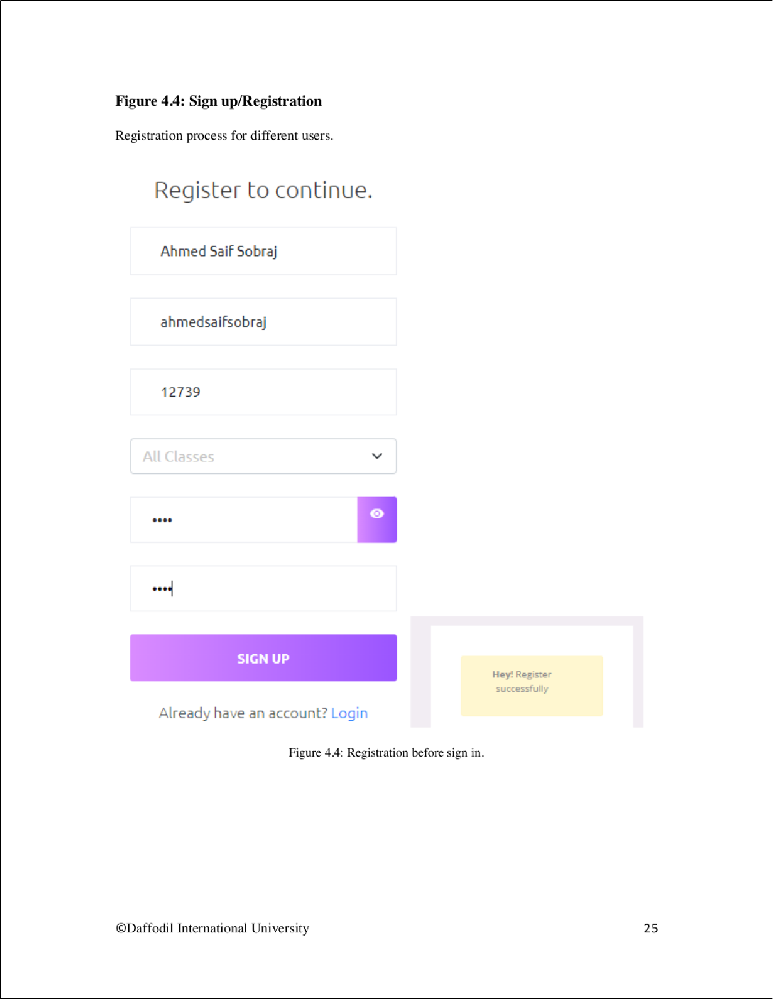 Figure 4.4: Sign up/Registration
Registration process for different users.
Register to continue.
Ahmed Saif Sobraj
ahmedsaifsobraj
12739
All Classes
••••
••••
SIGN UP
Already have an account? Login
Hey! Register
successfully
Figure 4.4: Registration before sign in.
©Daffodil International University 25